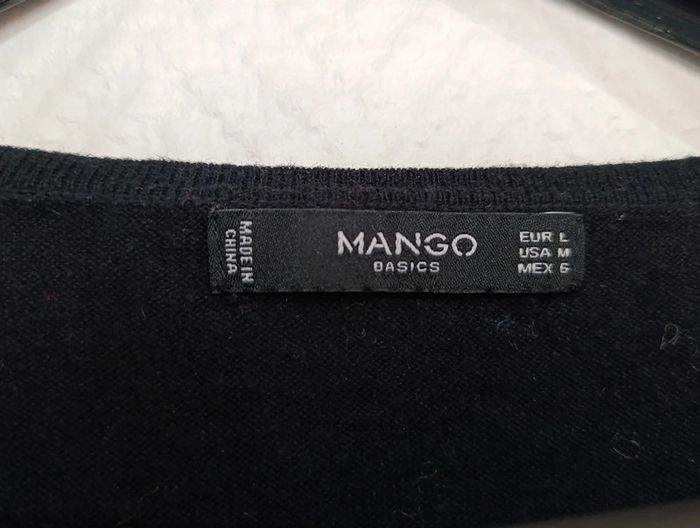 MADE IN
CHINA
MANGO
BASICS
EUR L
USA M
MEX 6